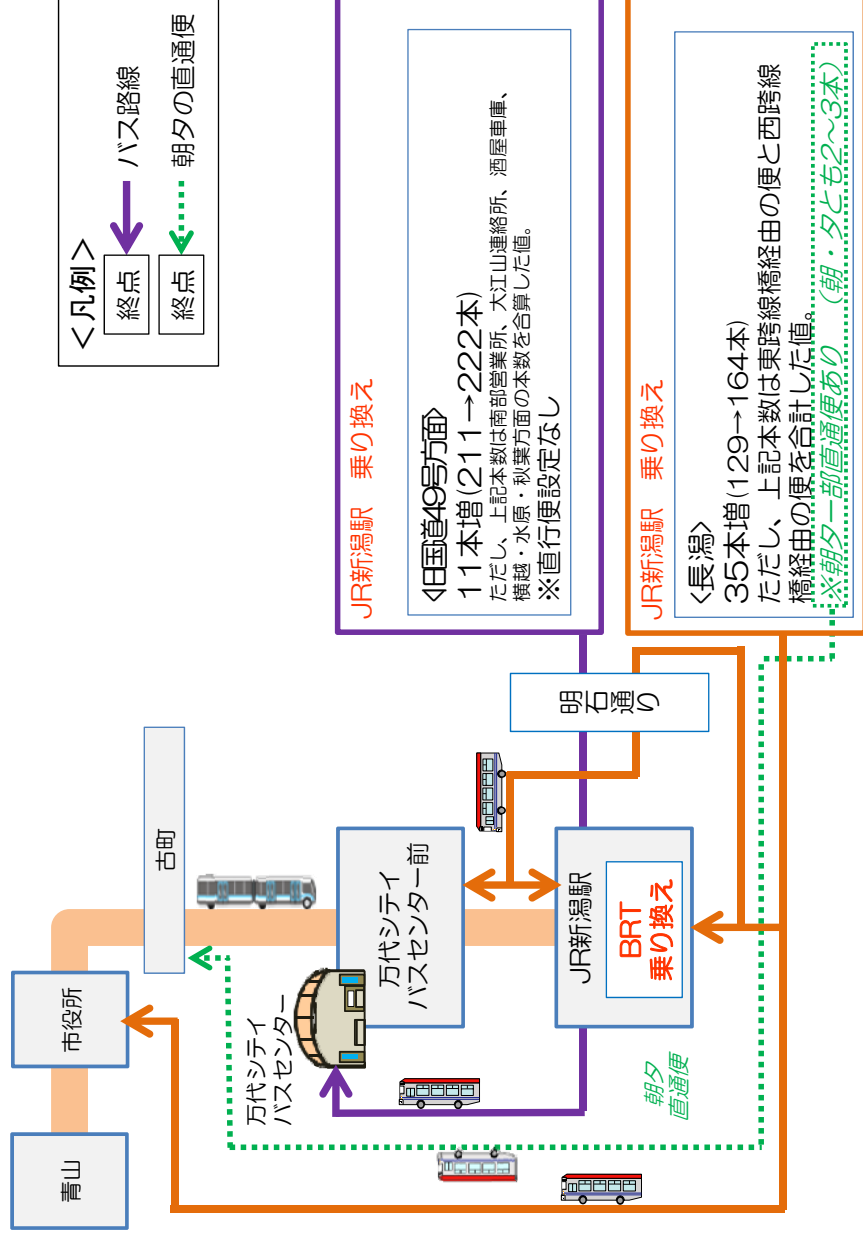 ＜凡例＞
終点
バス路線
終点
朝夕の直通便
青山
市役所
古町
万代シテイ
バスセンター
万代シテイ
バスセンター前
JR新潟駅
BRT
乗り換え
朝夕
直通便
明石通り
JR新潟駅　乗り換え
<旧国道49号方面>
11本増(211→222本)
ただし、上記本数は南部営業所、大江山連絡所、酒屋車庫、
横越・水原・秋葉方面の本数を合算した値。
※直行便設定なし
JR新潟駅　乗り換え
<長潟>
35本増(129→164本)
ただし、上記本数は東跨線橋経由の便と西跨線
橋経由の便を合計した値。
※朝夕一部直通便あり　（朝・夕とも2～3本）